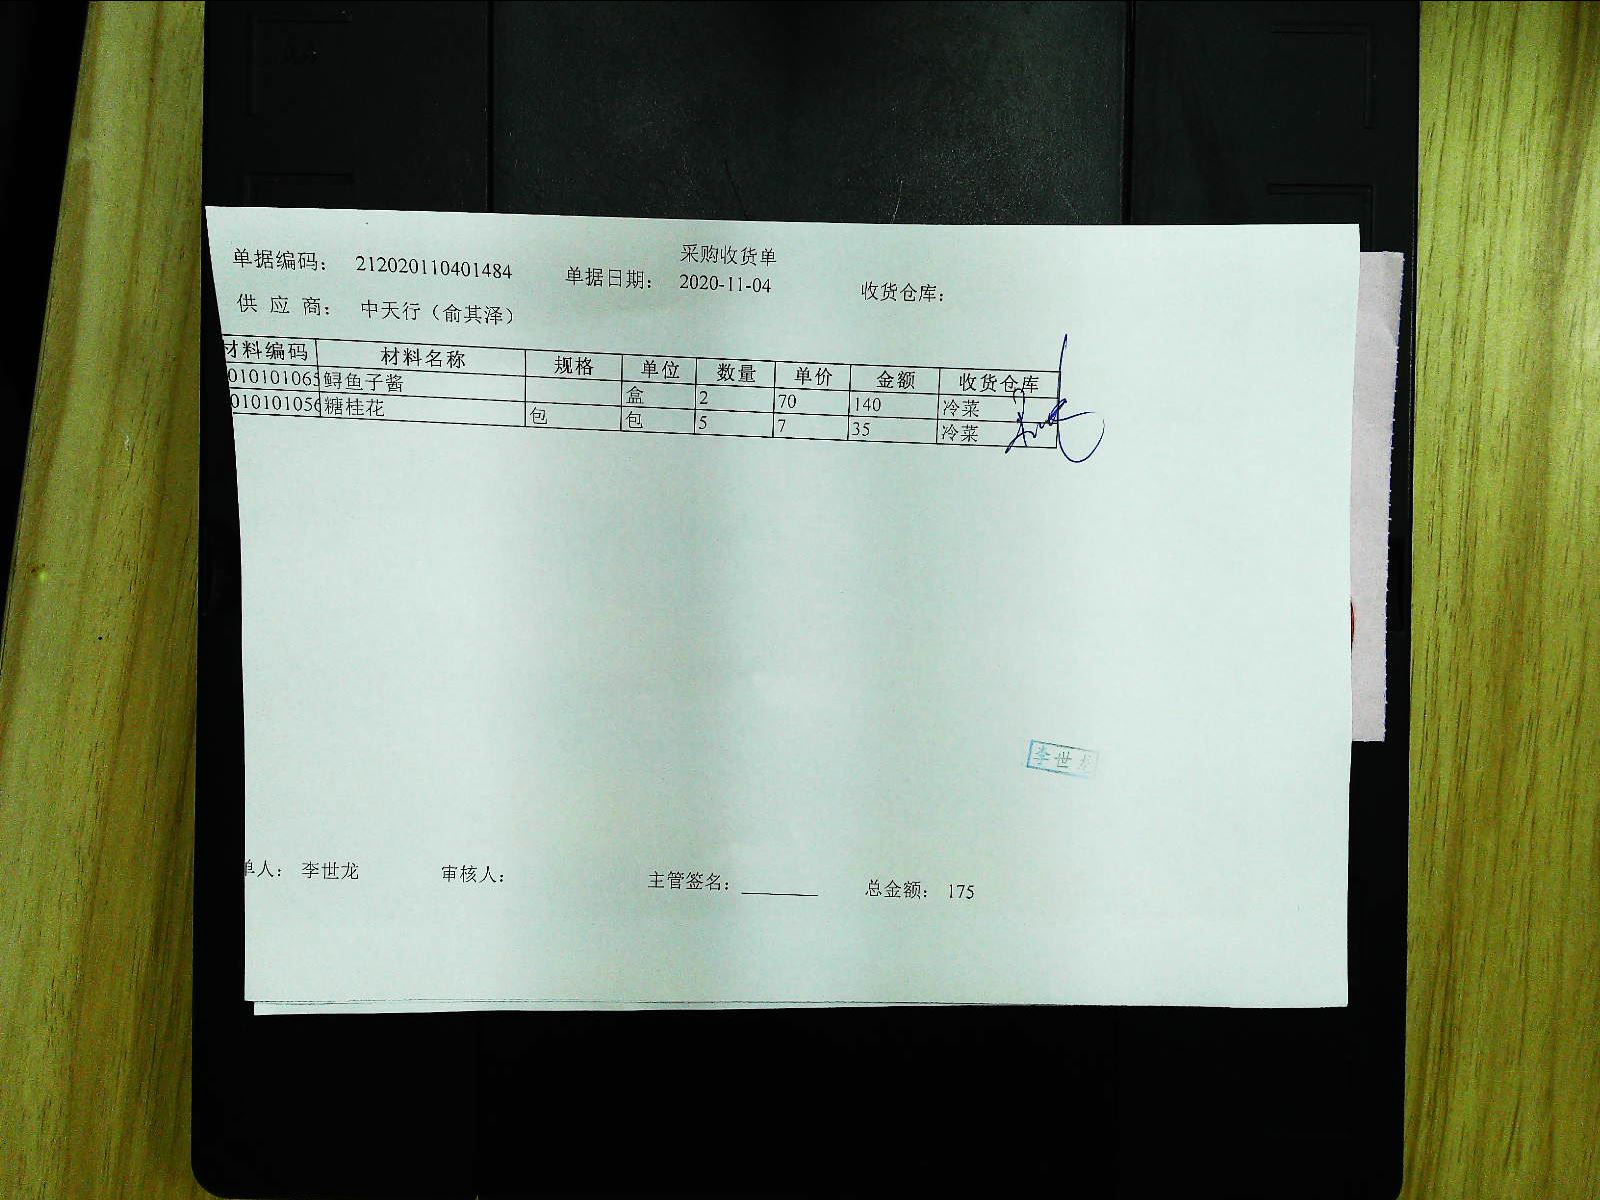 采购收货单
单据编码： 212020110401484 单据日期： 2020-11-04 收货仓库：
供 应 商： 中天行（俞其泽）
材料编码 材料名称 规格 单位 数量 单价 金额 收货仓库
010101065 鲟鱼子酱 盒 2 70 140 冷菜
010101056 糖桂花 包 包 5 7 35 冷菜
李世龙
单人： 李世龙 审核人： 主管签名： 总金额： 175